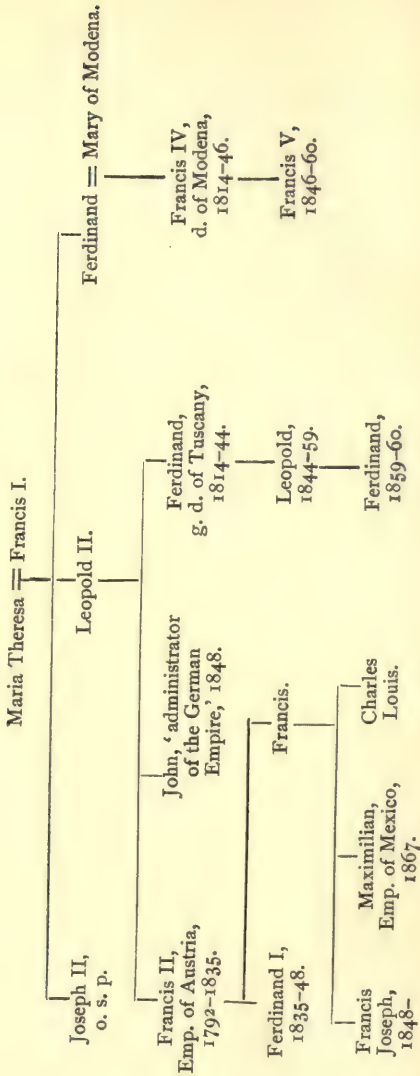 Maria Theresa = Francis I.
Joseph II,
o. s. p.
Leopold II.
Ferdinand = Mary of Modena.
Francis II,
Emp. of Austria,
1792–1835.
John, ‘ administrator
of the German
Empire,’ 1848.
Ferdinand,
g. d. of Tuscany,
1814–44.
Francis IV,
d. of Modena,
1814–46.
Ferdinand I,
1835–48.
Francis.
Leopold,
1844–59.
Francis V,
1846–60.
Francis
Joseph,
1848–
Maximilian,
Emp. of Mexico,
1867.
Charles
Louis.
Ferdinand,
1859–60.